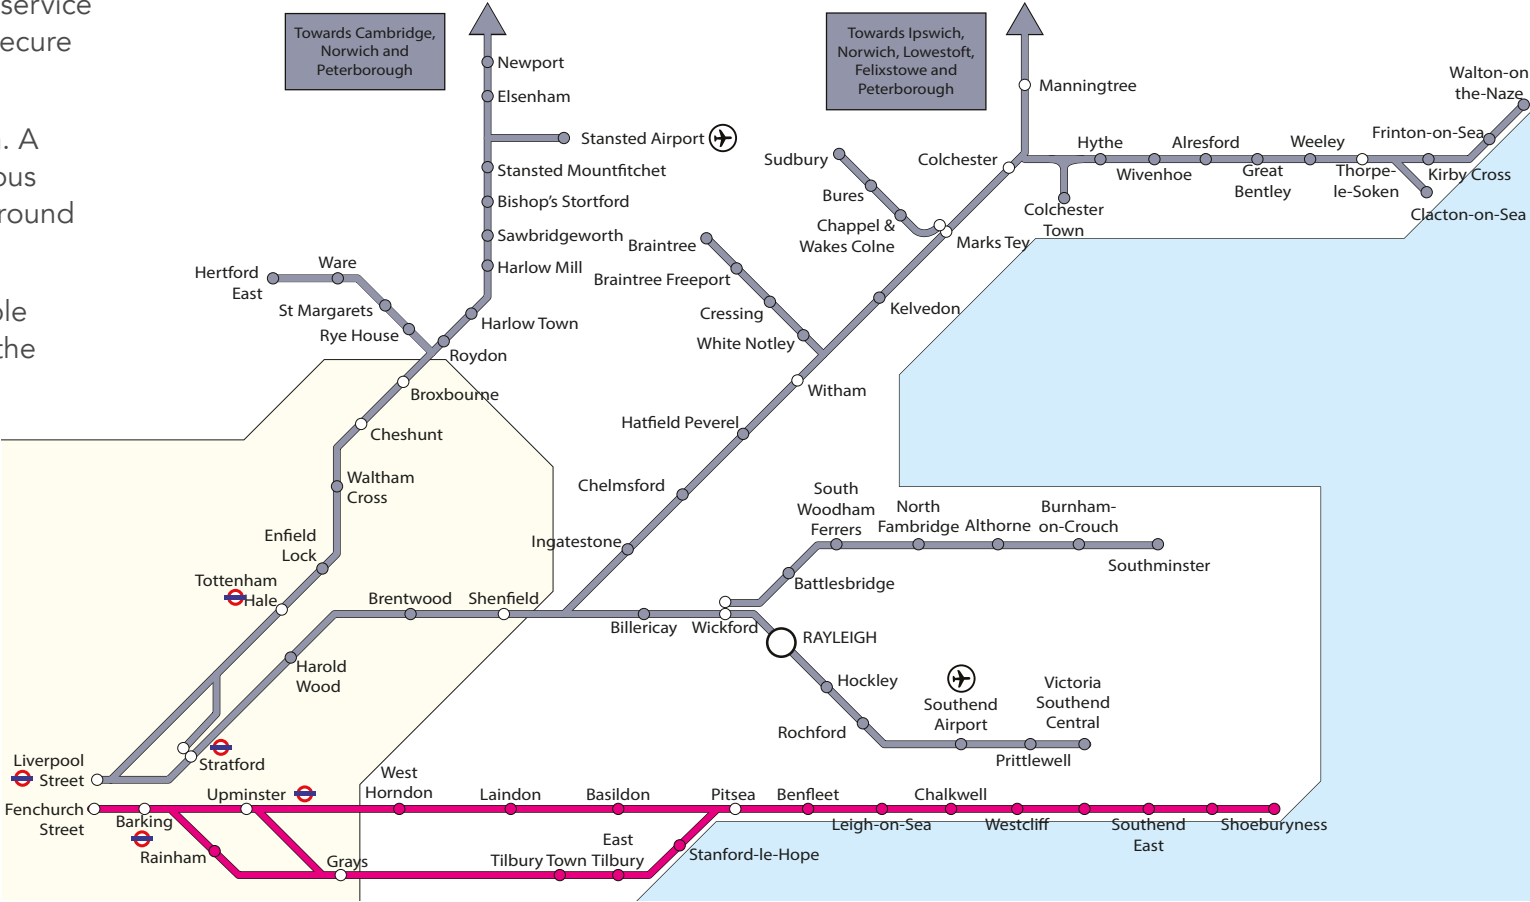 service
ecure
. A
ous
round
ole
the
Towards Cambridge,
Norwich and
Peterborough
Towards Ipswich,
Norwich, Lowestoft,
Felixstowe and
Peterborough
Newport
Elsenham
Stansted Airport
Stansted Mountfitchet
Bishop's Stortford
Sawbridgeworth
Harlow Mill
Harlow Town
Roydon
Hertford
East
Ware
St Margarets
Rye House
Broxbourne
Cheshunt
Waltham
Cross
Enfield
Lock
Tottenham
Hale
Liverpool
Street
Stratford
Harold
Wood
Brentwood
Shenfield
Ingatestone
Chelmsford
Hatfield Peverel
Witham
White Notley
Cressing
Braintree Freeport
Braintree
Kelvedon
Marks Tey
Chappel &
Wakes Colne
Bures
Sudbury
Colchester
Manningtree
Hythe
Colchester
Town
Wivenhoe
Alresford
Great
Bentley
Weeley
Thorpe-
le-Soken
Frinton-on-Sea
Kirby Cross
Walton-on
the-Naze
Clacton-on-Sea
Billericay
Wickford
Battlesbridge
South
Woodham
Ferrers
North
Fambridge
Althorne
Burnham-
on-Crouch
Southminster
RAYLEIGH
Hockley
Rochford
Southend
Airport
Prittlewell
Victoria
Southend
Central
Fenchurch
Street
Barking
Upminster
West
Horndon
Laindon
Basildon
Pitsea
Benfleet
Leigh-on-Sea
Chalkwell
Westcliff
Southend
East
Shoeburyness
Rainham
Grays
Tilbury Town
East
Tilbury
Stanford-le-Hope